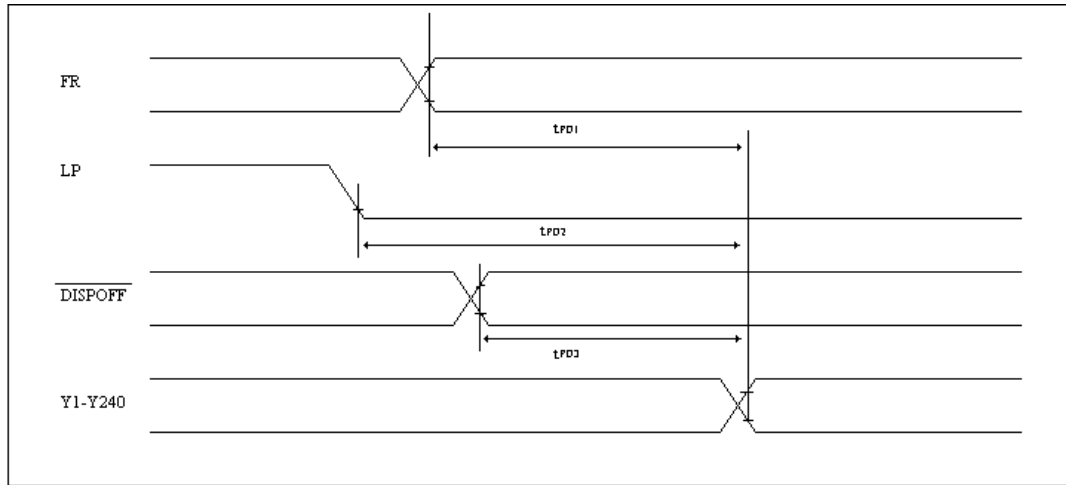 FR
tPD1
LP
tPD2
DISPOFF
tPD3
Y1-Y240